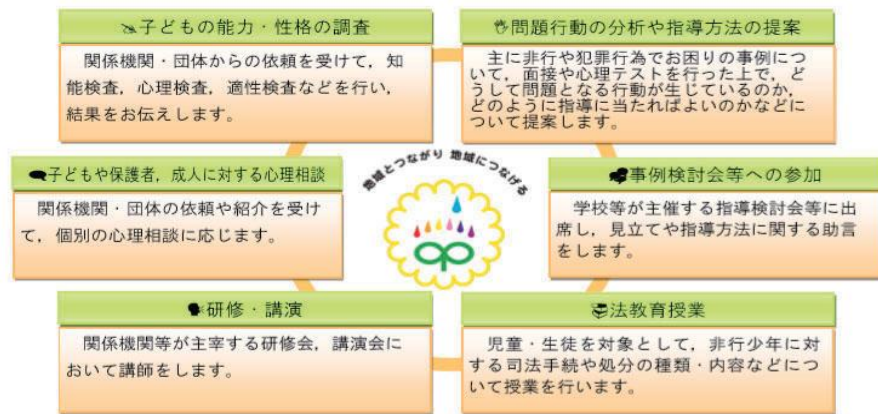 子どもの能力・性格の調査
関係機関・団体からの依頼を受けて，知
能検査，心理検査，適性検査などを行い，
結果をお伝えします。
問題行動の分析や指導方法の提案
主に非行や犯罪行為でお困りの事例につ
いて，面接や心理テストを行った上で，ど
うして問題となる行動が生じているのか，
どのように指導に当たればよいのかなどに
ついて提案します。
子どもや保護者，成人に対する心理相談
関係機関・団体の依頼や紹介を受け
て，個別の心理相談に応じます。
地域とつながり 地域につなげる
事例検討会等への参加
学校等が主催する指導検討会等に出
席し，見立てや指導方法に関する助言
をします。
研修・講演
関係機関等が主宰する研修会，講演会に
おいて講師をします。
法教育授業
児童・生徒を対象として，非行少年に対
する司法手続や処分の種類・内容などにつ
いて授業を行います。